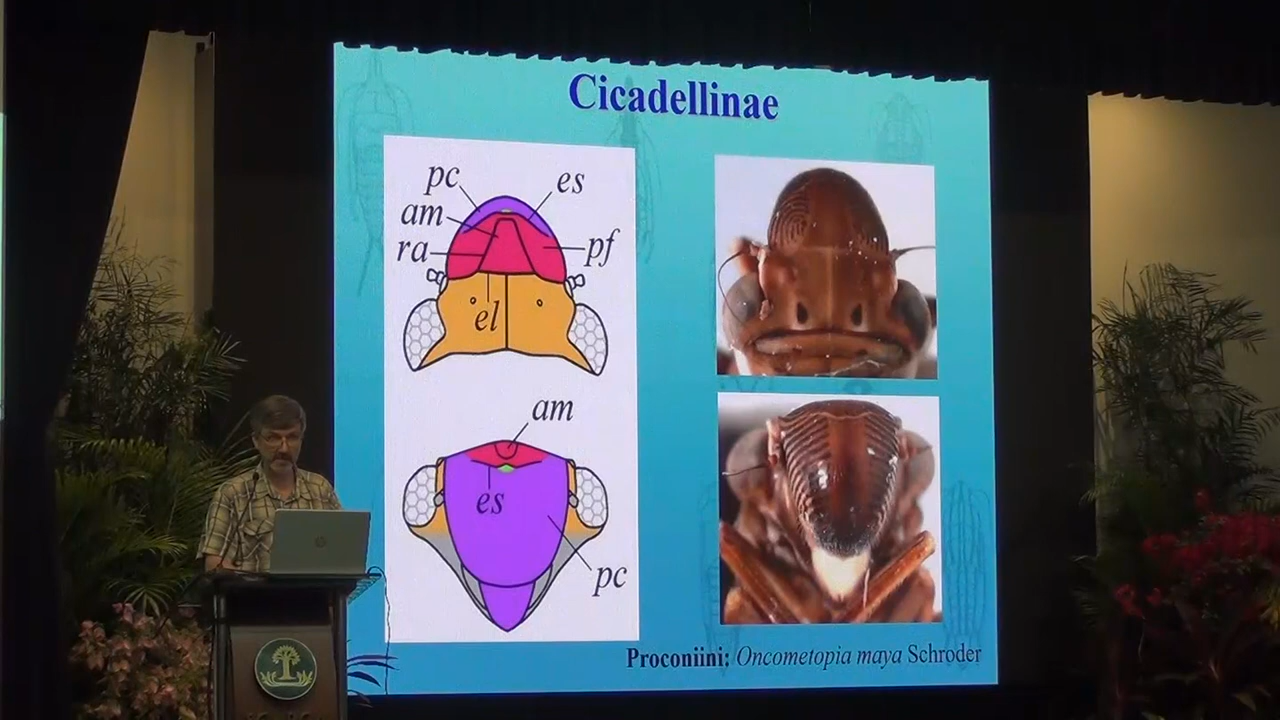 Cicadellinae
pc
es
am
ra
pf
el
am
es
pc
Proconiini: Oncometopia maya Schroder